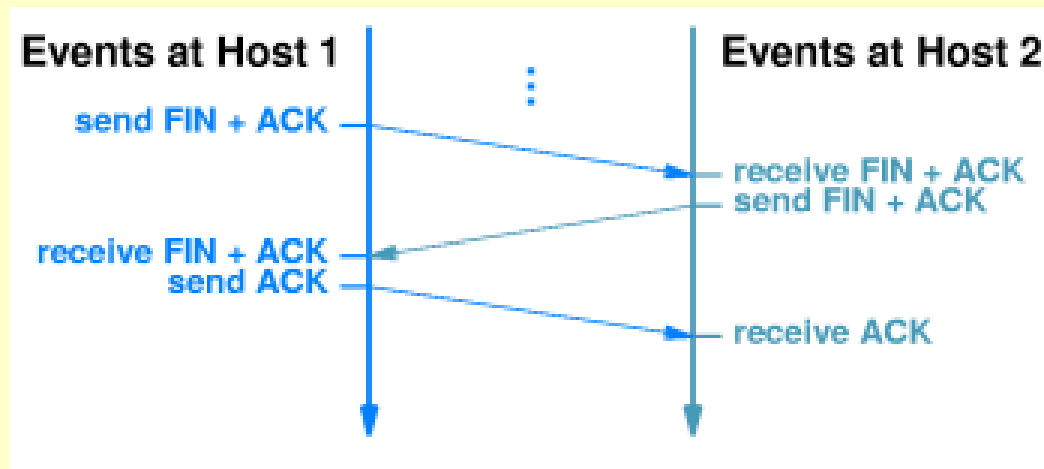 Events at Host 1
Events at Host 2
send FIN + ACK
receive FIN + ACK
send FIN + ACK
receive FIN + ACK
send ACK
receive ACK